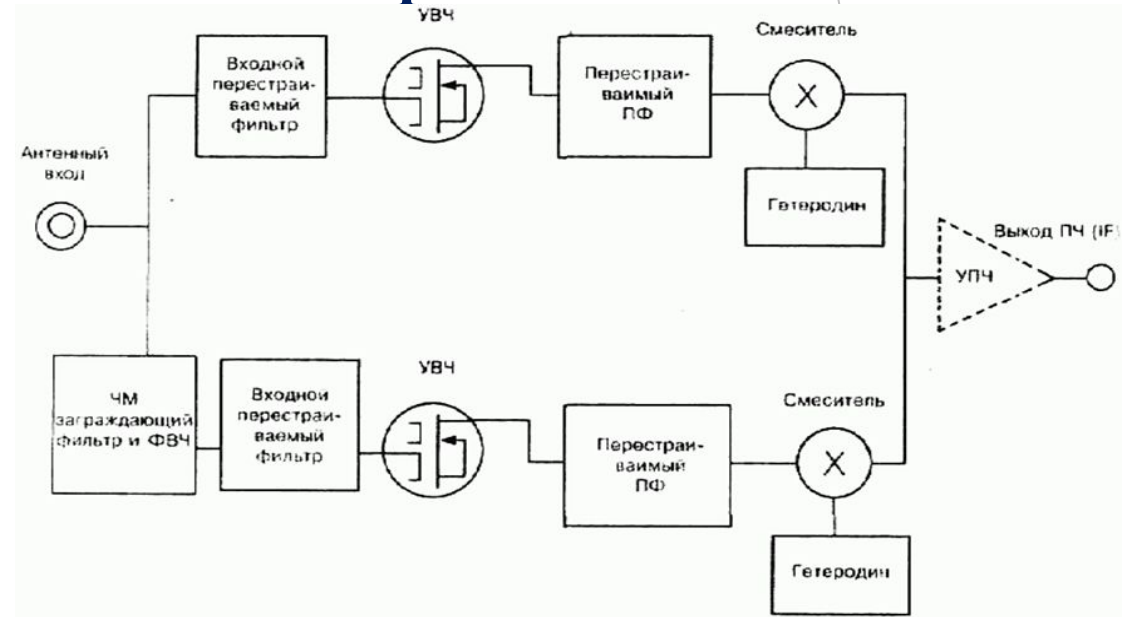 УВЧ
Смеситель
Входной
перестраи-
ваемый
фильтр
Перестраи-
ваимый
ПФ
Антенный
вход
Гетеродин
Выход ПЧ (IF)
УПЧ
УВЧ
ЧМ
заграждающий
фильтр и ФВЧ
Входной
перестраи-
ваемый
фильтр
Смеситель
Перестраи-
ваимый
ПФ
Гетеродин